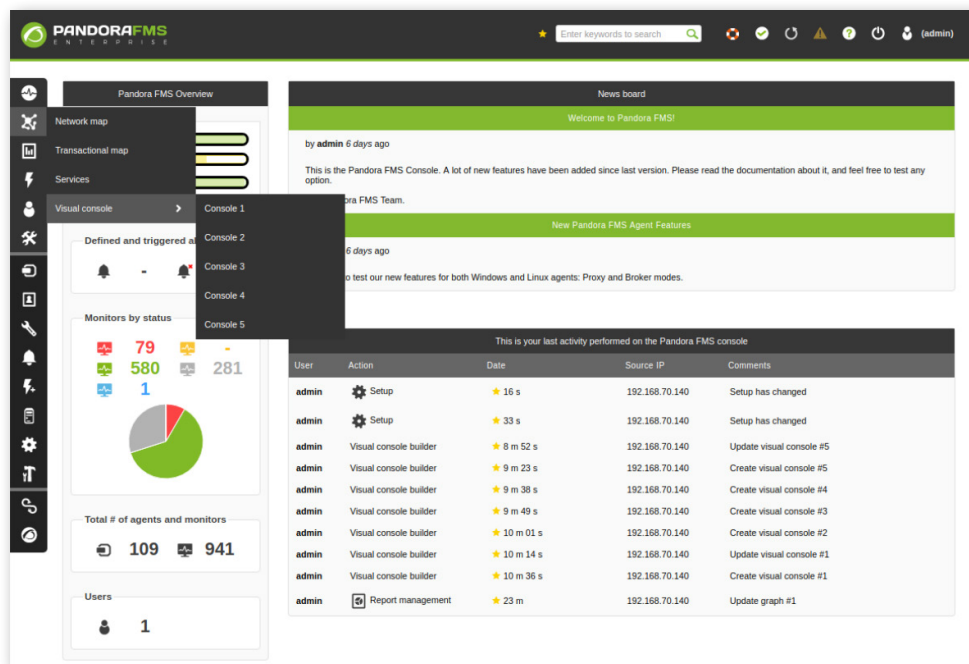 PANDORAFMS
ENTERPRISE
Enter keywords to search
(admin)
Pandora FMS Overview
Network map
Transactional map
Services
Visual console
Console 1
Console 2
Console 3
Console 4
Console 5
Defined and triggered al
-
Monitors by status
79 -
580 281
1
Total # of agents and monitors
109 941
Users
1
News board
Welcome to Pandora FMS!
by admin 6 days ago
This is the Pandora FMS Console. A lot of new features have been added since last version. Please read the documentation about it, and feel free to test any
option.
ora FMS Team.
New Pandora FMS Agent Features
6 days ago
to test our new features for both Windows and Linux agents: Proxy and Broker modes.
This is your last activity performed on the Pandora FMS console
User Action Date Source IP Comments
admin Setup 16 s 192.168.70.140 Setup has changed
admin Setup 33 s 192.168.70.140 Setup has changed
admin Visual console builder 8 m 52 s 192.168.70.140 Update visual console #5
admin Visual console builder 9 m 23 s 192.168.70.140 Create visual console #5
admin Visual console builder 9 m 38 s 192.168.70.140 Create visual console #4
admin Visual console builder 9 m 49 s 192.168.70.140 Create visual console #3
admin Visual console builder 10 m 01 s 192.168.70.140 Create visual console #2
admin Visual console builder 10 m 14 s 192.168.70.140 Update visual console #1
admin Visual console builder 10 m 36 s 192.168.70.140 Create visual console #1
admin Report management 23 m 192.168.70.140 Update graph #1